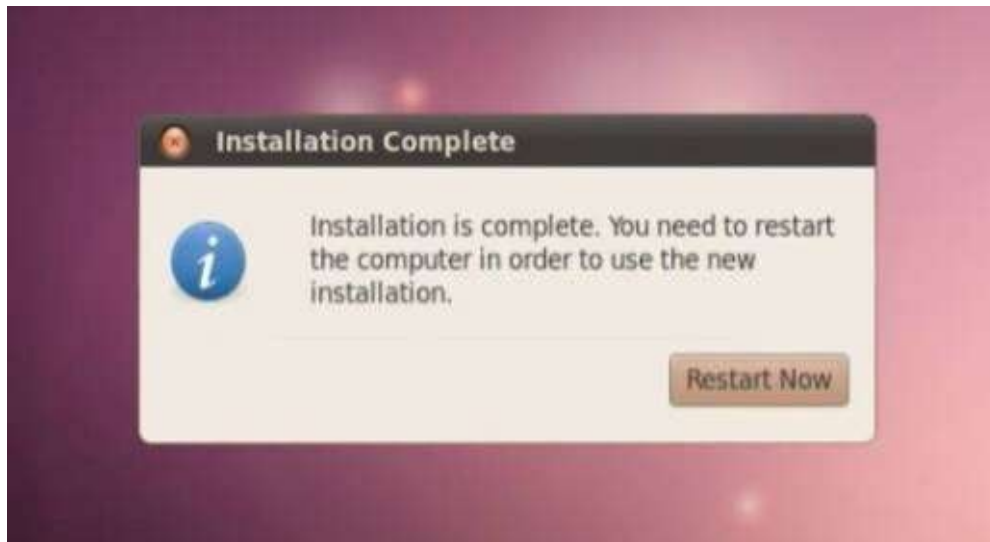 Installation Complete
Installation is complete. You need to restart
the computer in order to use the new
installation.
Restart Now